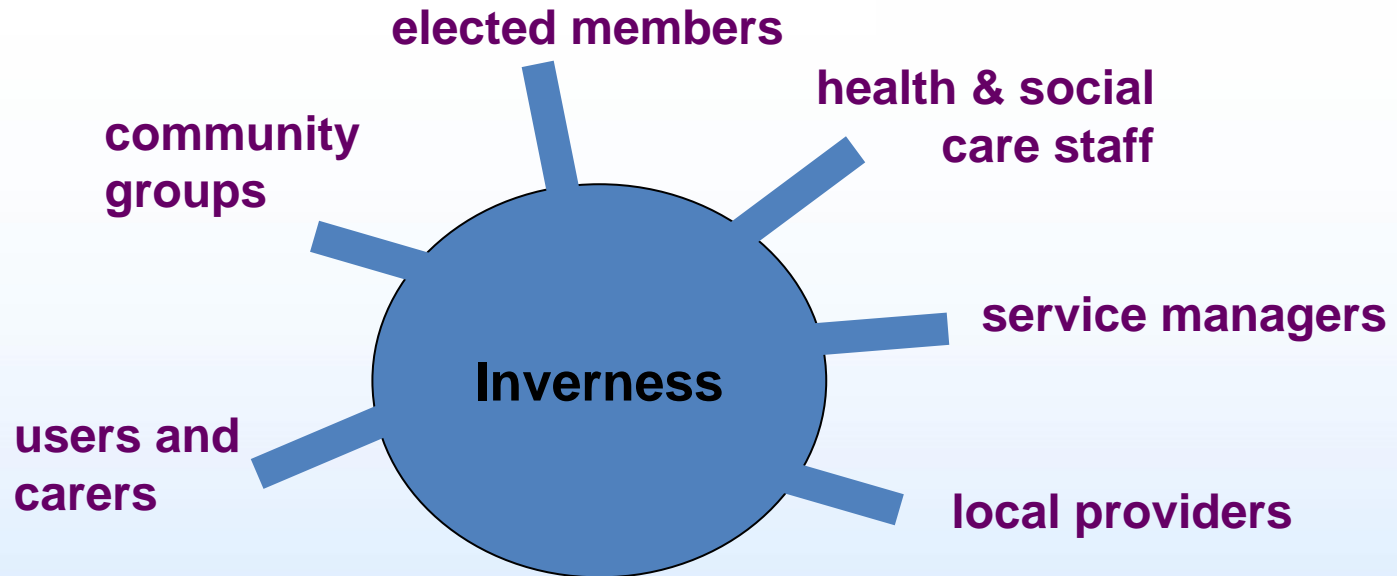 elected members
health & social
care staff
community
groups
service managers
Inverness
users and
carers
local providers